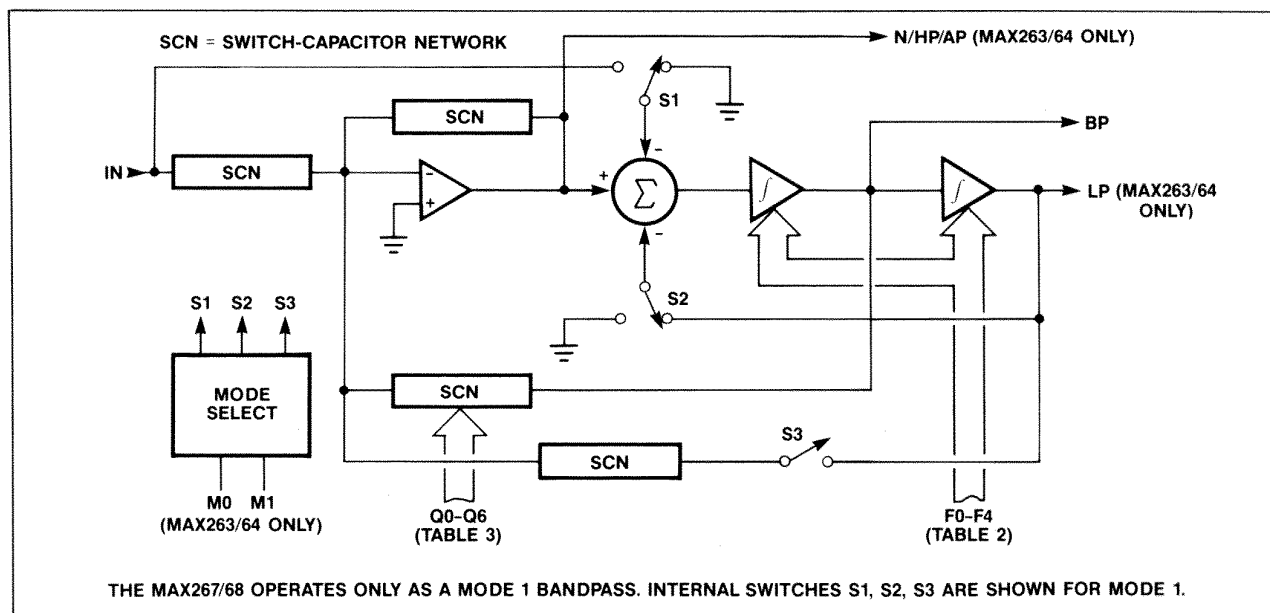 SCN = SWITCH-CAPACITOR NETWORK
N/HP/AP (MAX263/64 ONLY)
S1
SCN
BP
IN
SCN
-
+
+
-
Σ
-
∫
∫
LP (MAX263/64
ONLY)
S2
S1 S2 S3
MODE
SELECT
SCN
S3
SCN
M0 M1
(MAX263/64 ONLY)
Q0-Q6
(TABLE 3)
F0-F4
(TABLE 2)
THE MAX267/68 OPERATES ONLY AS A MODE 1 BANDPASS. INTERNAL SWITCHES S1, S2, S3 ARE SHOWN FOR MODE 1.